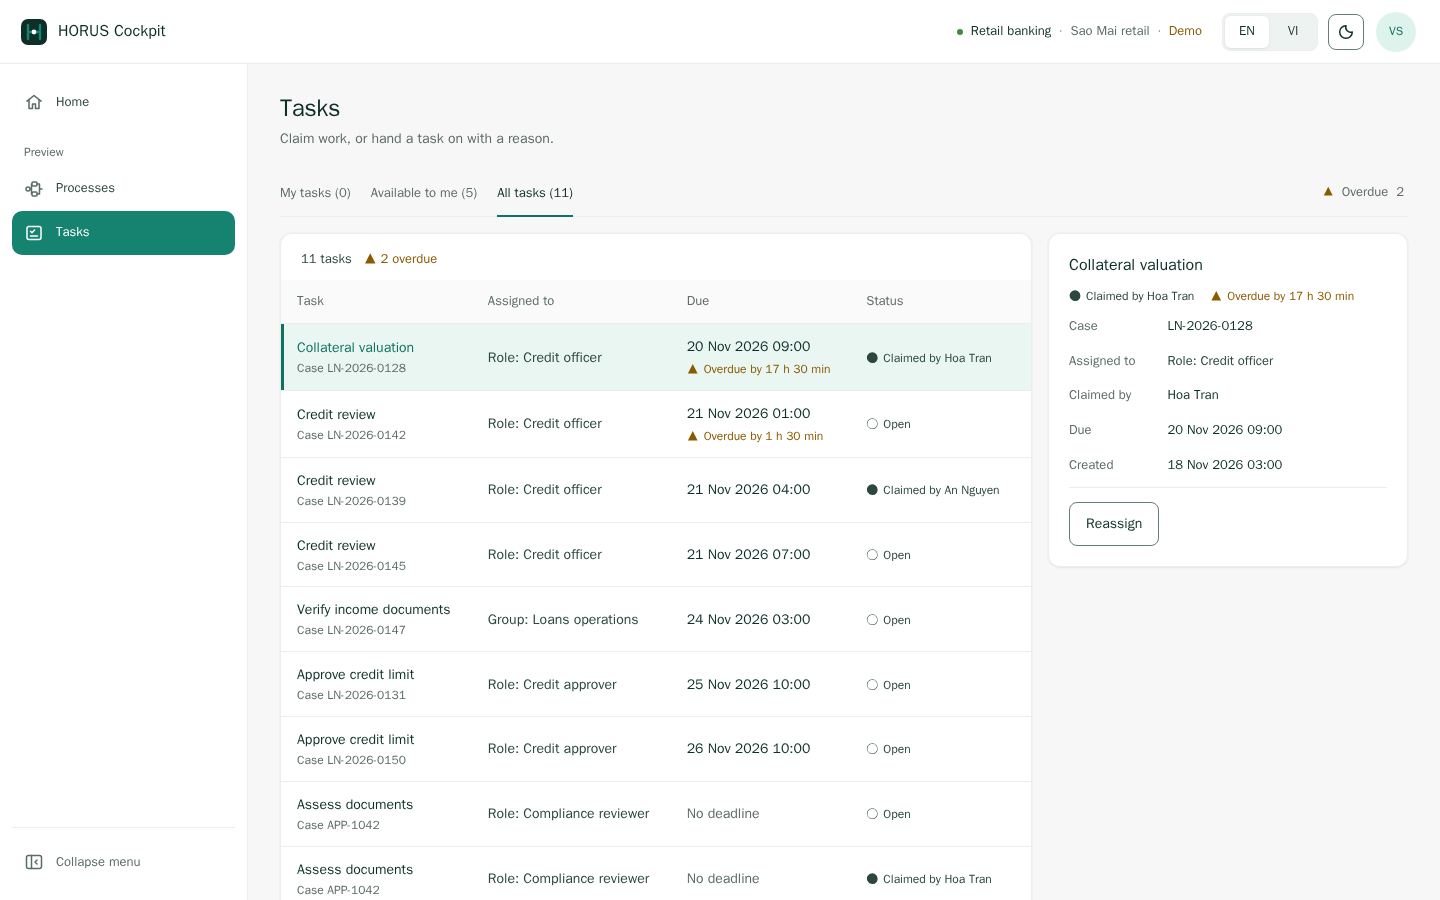 HORUS Cockpit
Retail banking · Sao Mai retail · Demo
EN VI
VS
Home
Preview
Processes
Tasks
Collapse menu
Tasks
Claim work, or hand a task on with a reason.
My tasks (0) Available to me (5) All tasks (11)
Overdue 2
11 tasks 2 overdue
Task Assigned to Due Status
Collateral valuation
Case LN-2026-0128
Role: Credit officer
20 Nov 2026 09:00
Overdue by 17 h 30 min
Claimed by Hoa Tran
Credit review
Case LN-2026-0142
Role: Credit officer
21 Nov 2026 01:00
Overdue by 1 h 30 min
Open
Credit review
Case LN-2026-0139
Role: Credit officer
21 Nov 2026 04:00
Claimed by An Nguyen
Credit review
Case LN-2026-0145
Role: Credit officer
21 Nov 2026 07:00
Open
Verify income documents
Case LN-2026-0147
Group: Loans operations
24 Nov 2026 03:00
Open
Approve credit limit
Case LN-2026-0131
Role: Credit approver
25 Nov 2026 10:00
Open
Approve credit limit
Case LN-2026-0150
Role: Credit approver
26 Nov 2026 10:00
Open
Assess documents
Case APP-1042
Role: Compliance reviewer
No deadline
Open
Assess documents
Case APP-1042
Role: Compliance reviewer
No deadline
Claimed by Hoa Tran
Collateral valuation
Claimed by Hoa Tran Overdue by 17 h 30 min
Case LN-2026-0128
Assigned to Role: Credit officer
Claimed by Hoa Tran
Due 20 Nov 2026 09:00
Created 18 Nov 2026 03:00
Reassign